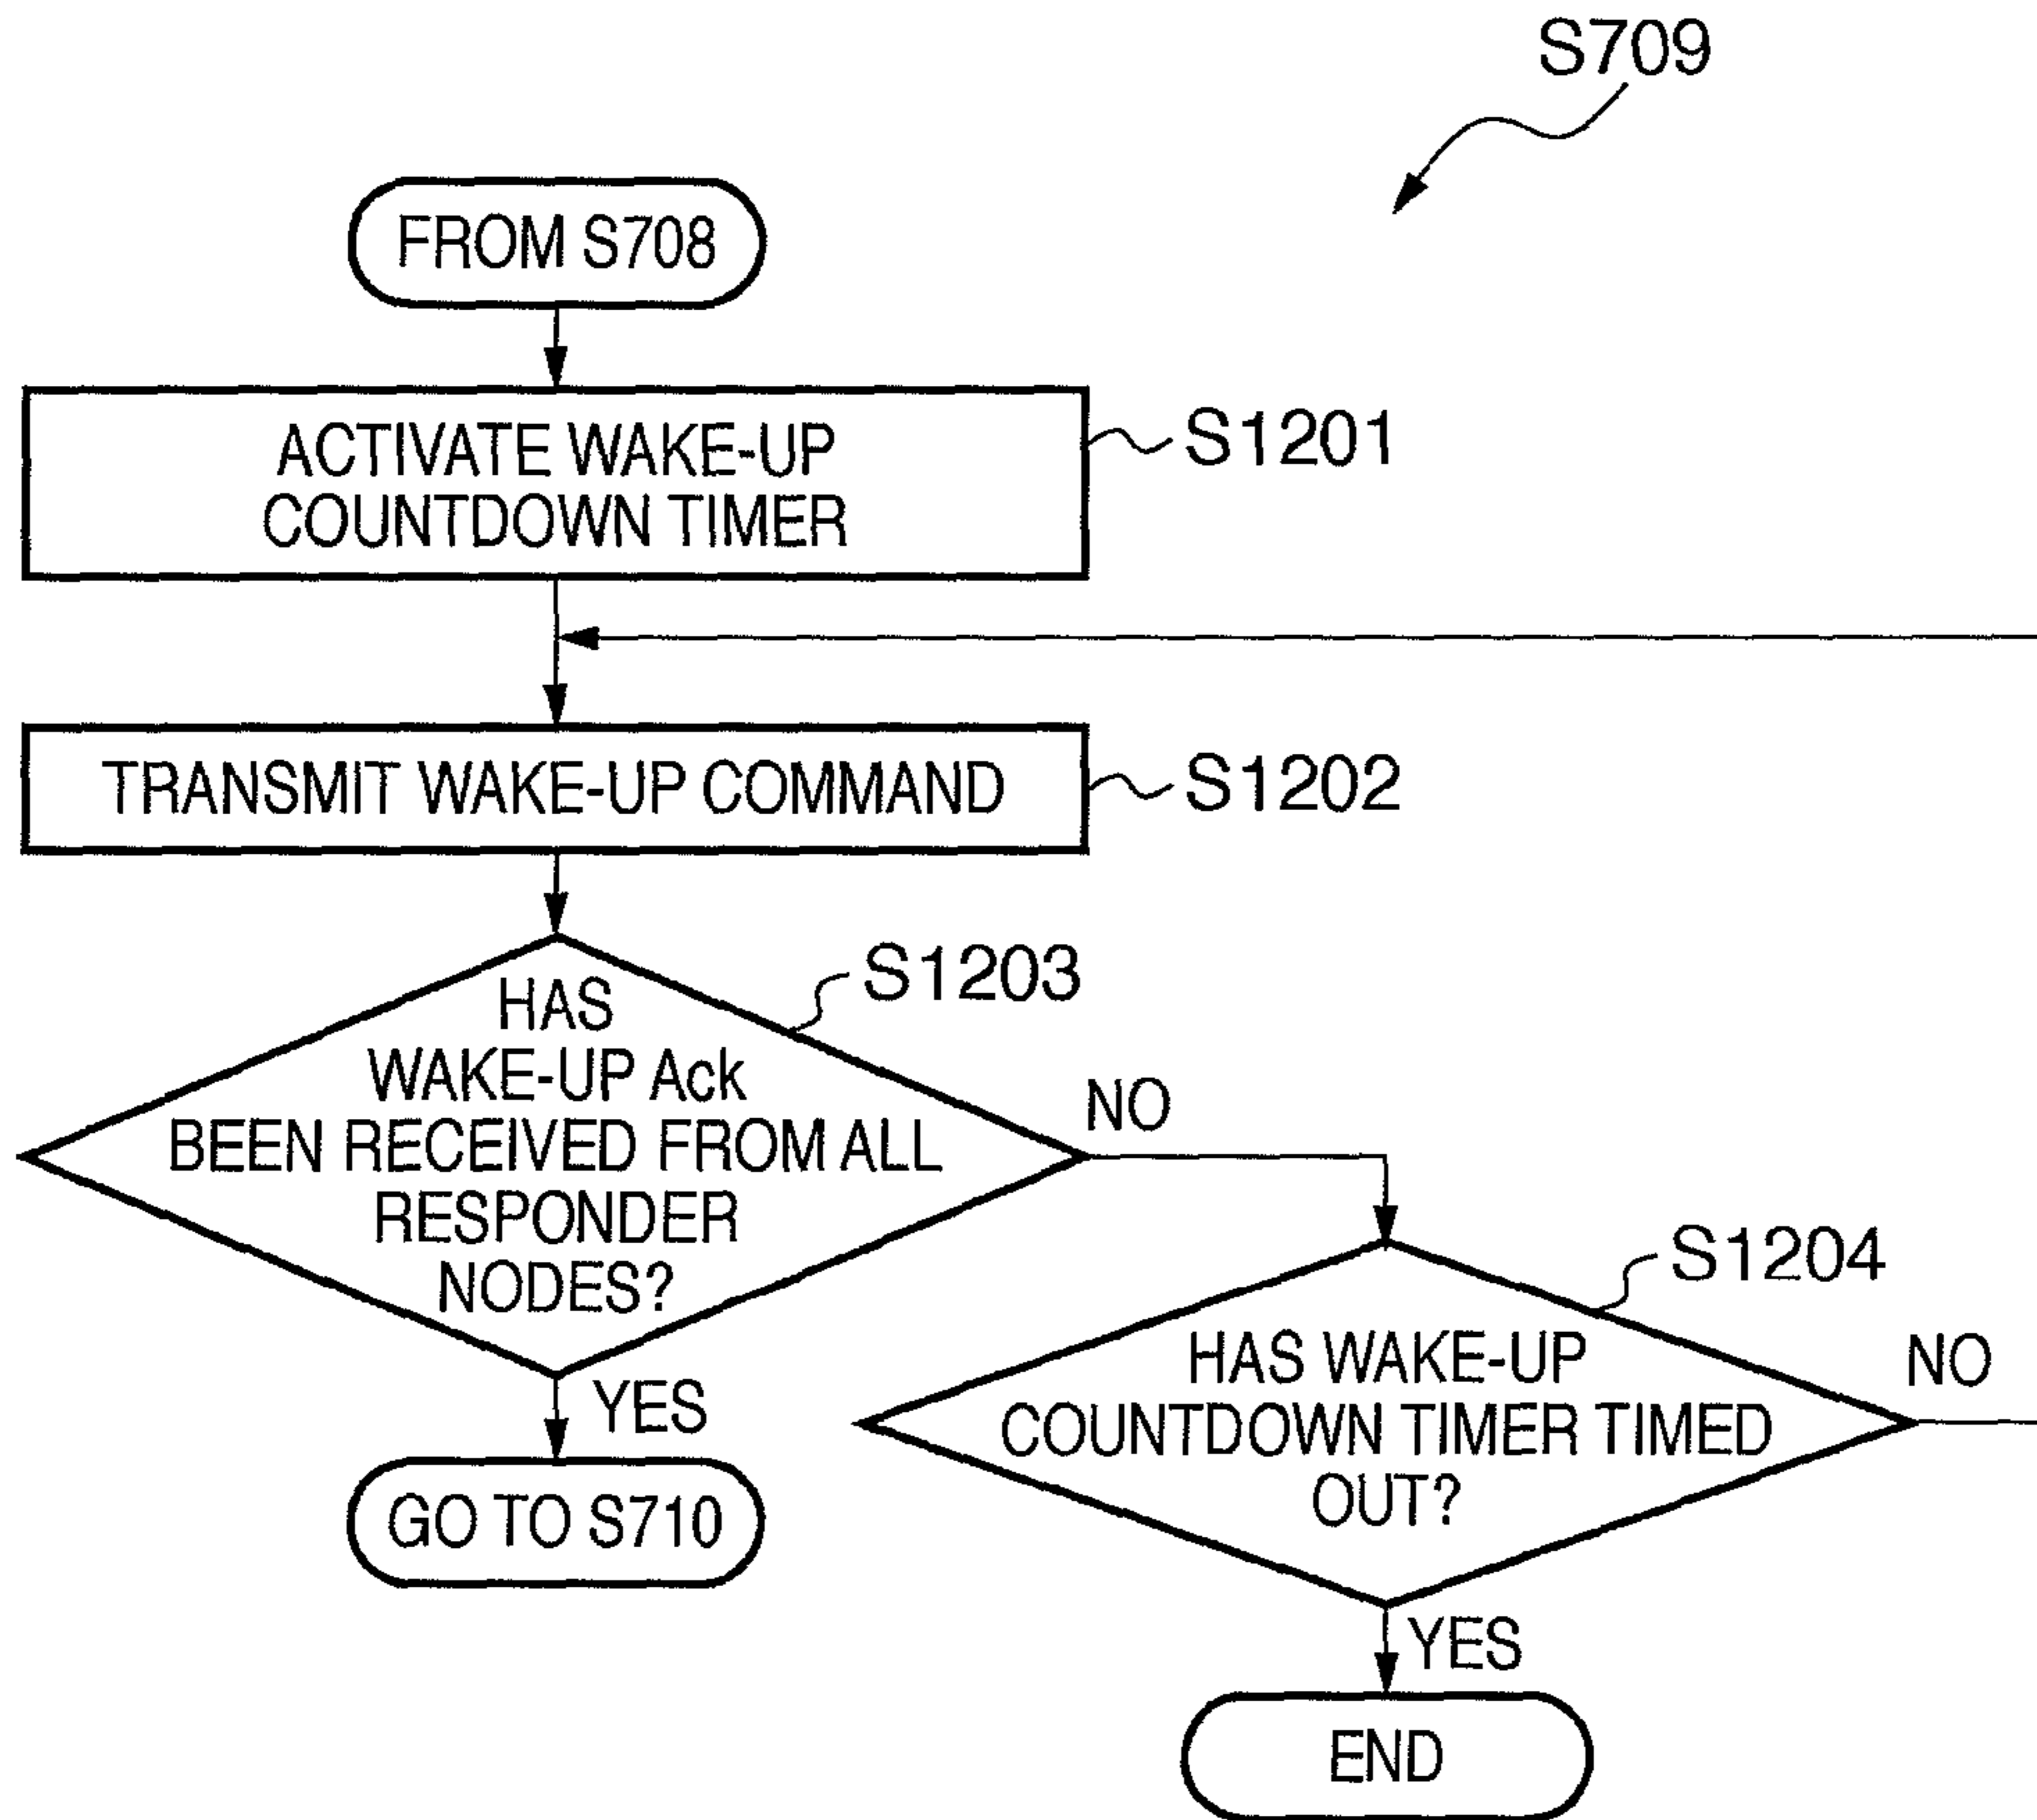 S709
FROM S708
ACTIVATE WAKE-UP
COUNTDOWN TIMER
S1201
TRANSMIT WAKE-UP COMMAND
S1202
HAS
WAKE-UP Ack
BEEN RECEIVED FROM ALL
RESPONDER
NODES?
S1203
NO
YES
GO TO S710
S1204
HAS WAKE-UP
COUNTDOWN TIMER TIMED
OUT?
NO
YES
END